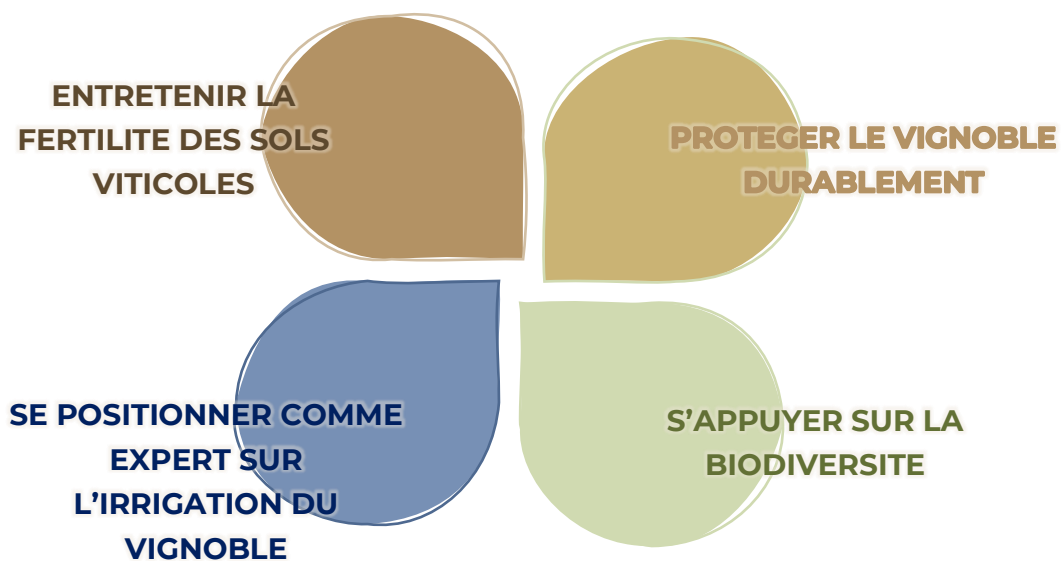 ENTRETENIR LA
FERTILITE DES SOLS
VITICOLES
PROTEGER LE VIGNOBLE
DURABLEMENT
SE POSITIONNER COMME
EXPERT SUR
L’IRRIGATION DU
VIGNOBLE
S’APPUYER SUR LA
BIODIVERSITE